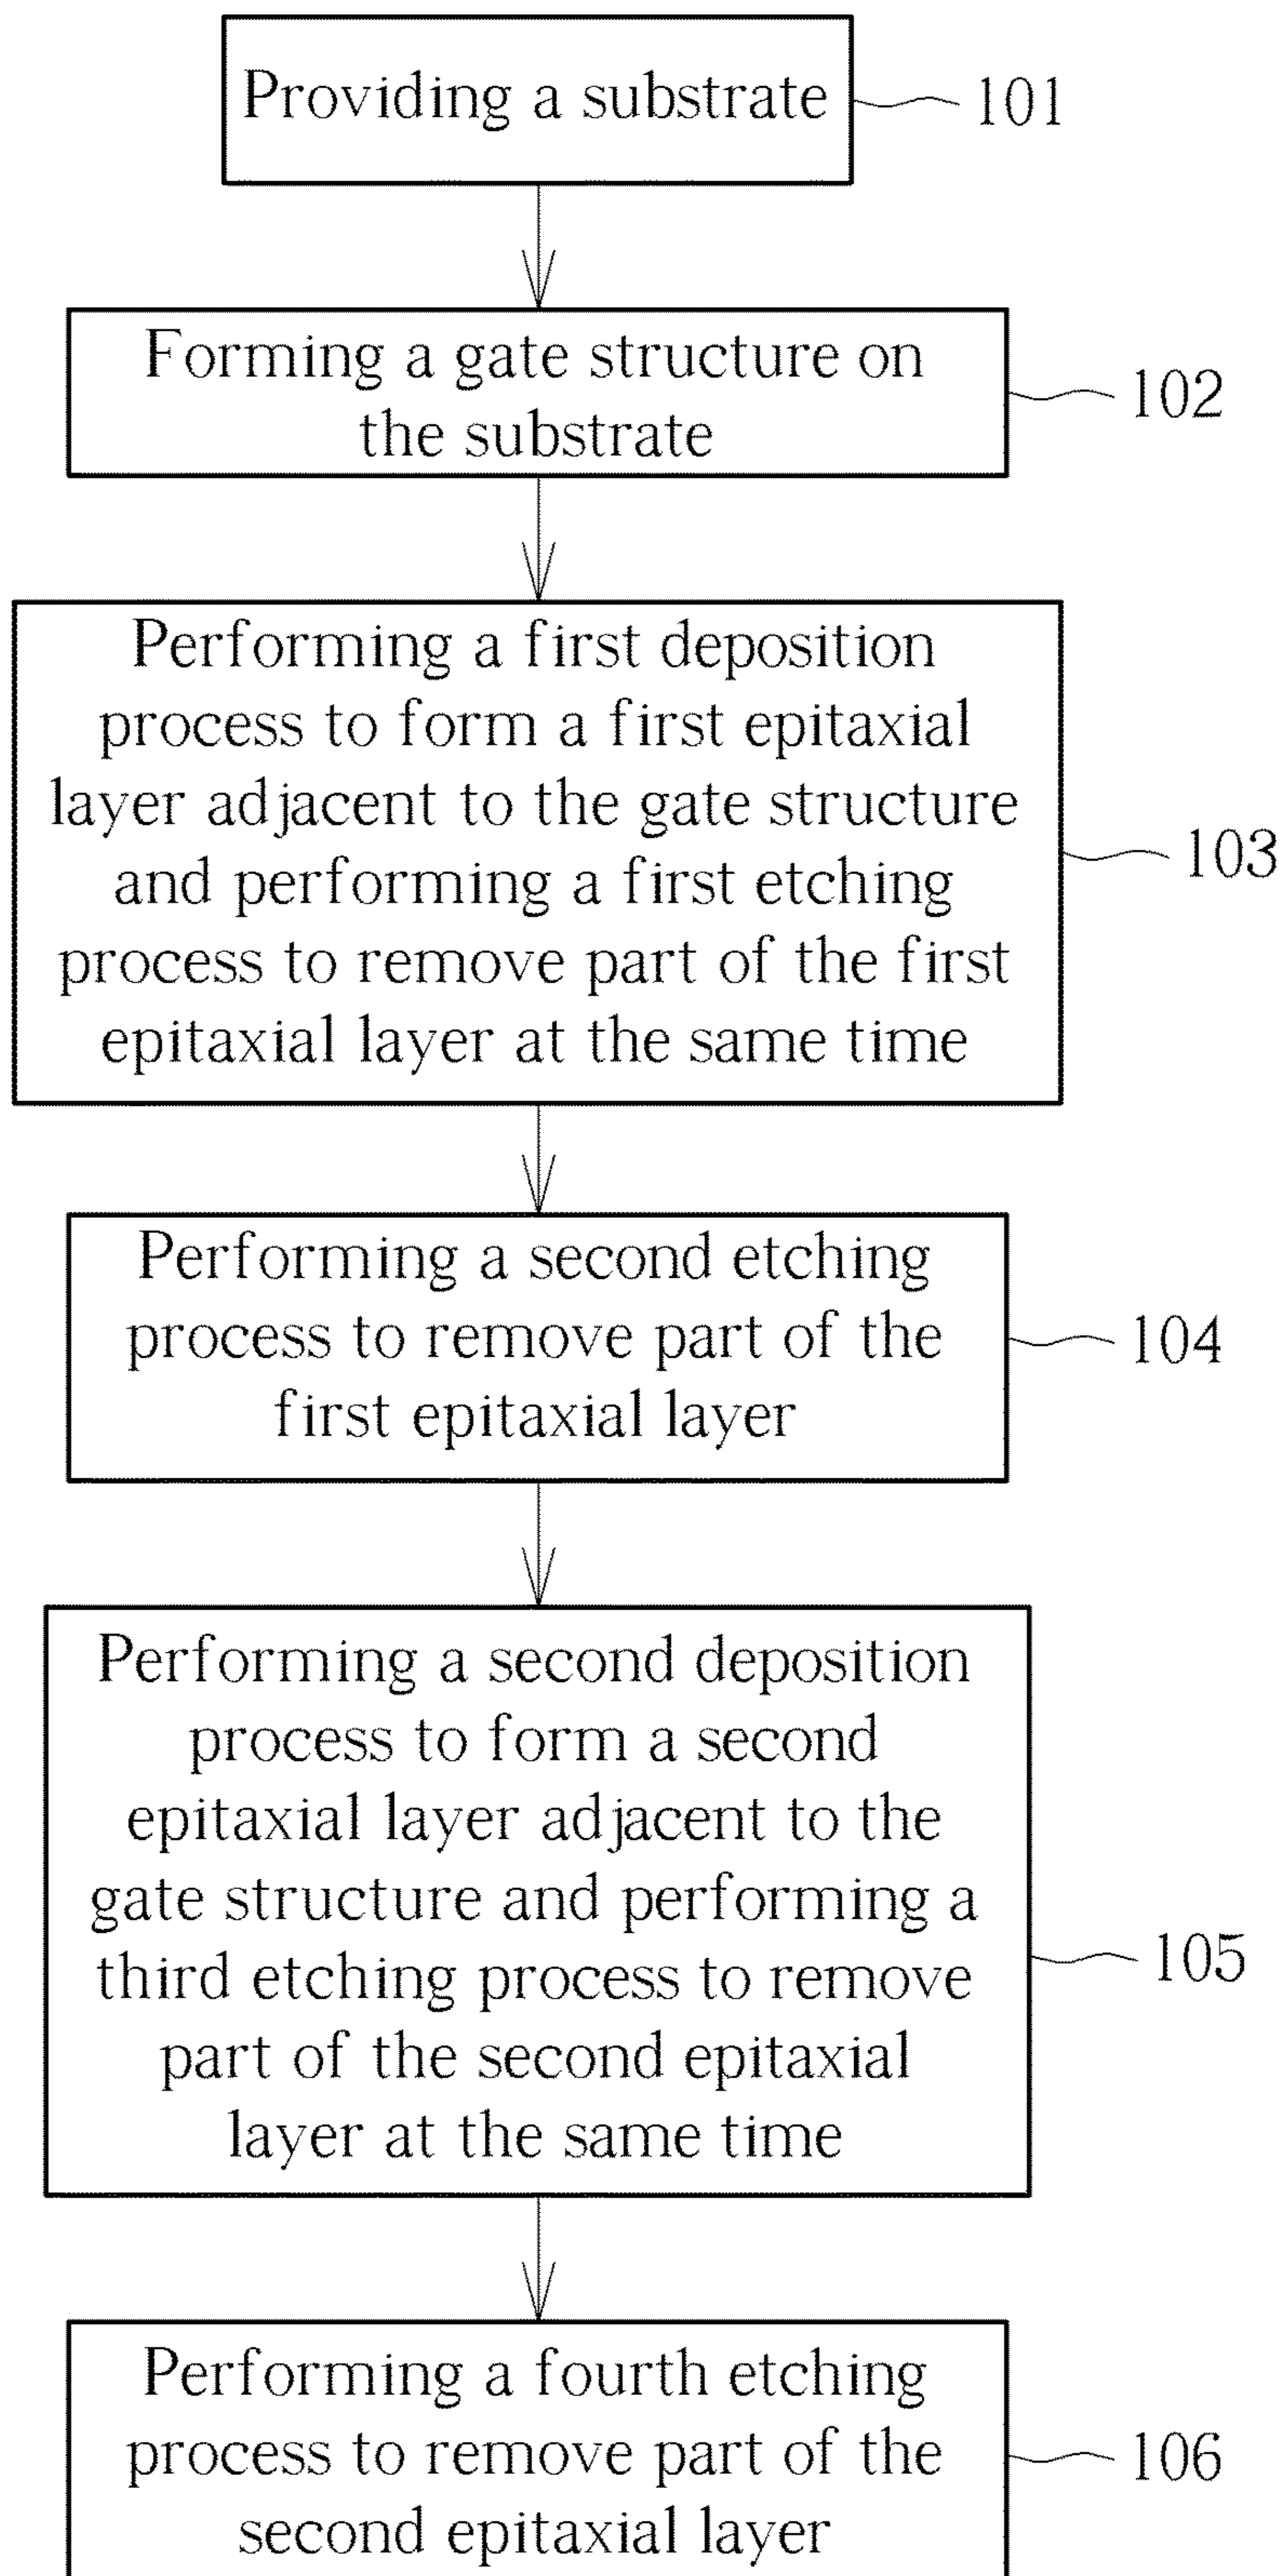 Providing a substrate
101
Forming a gate structure on
the substrate
102
Performing a first deposition
process to form a first epitaxial
layer adjacent to the gate structure
and performing a first etching
process to remove part of the first
epitaxial layer at the same time
103
Performing a second etching
process to remove part of the
first epitaxial layer
104
Performing a second deposition
process to form a second
epitaxial layer adjacent to the
gate structure and performing a
third etching process to remove
part of the second epitaxial
layer at the same time
105
Performing a fourth etching
process to remove part of the
second epitaxial layer
106